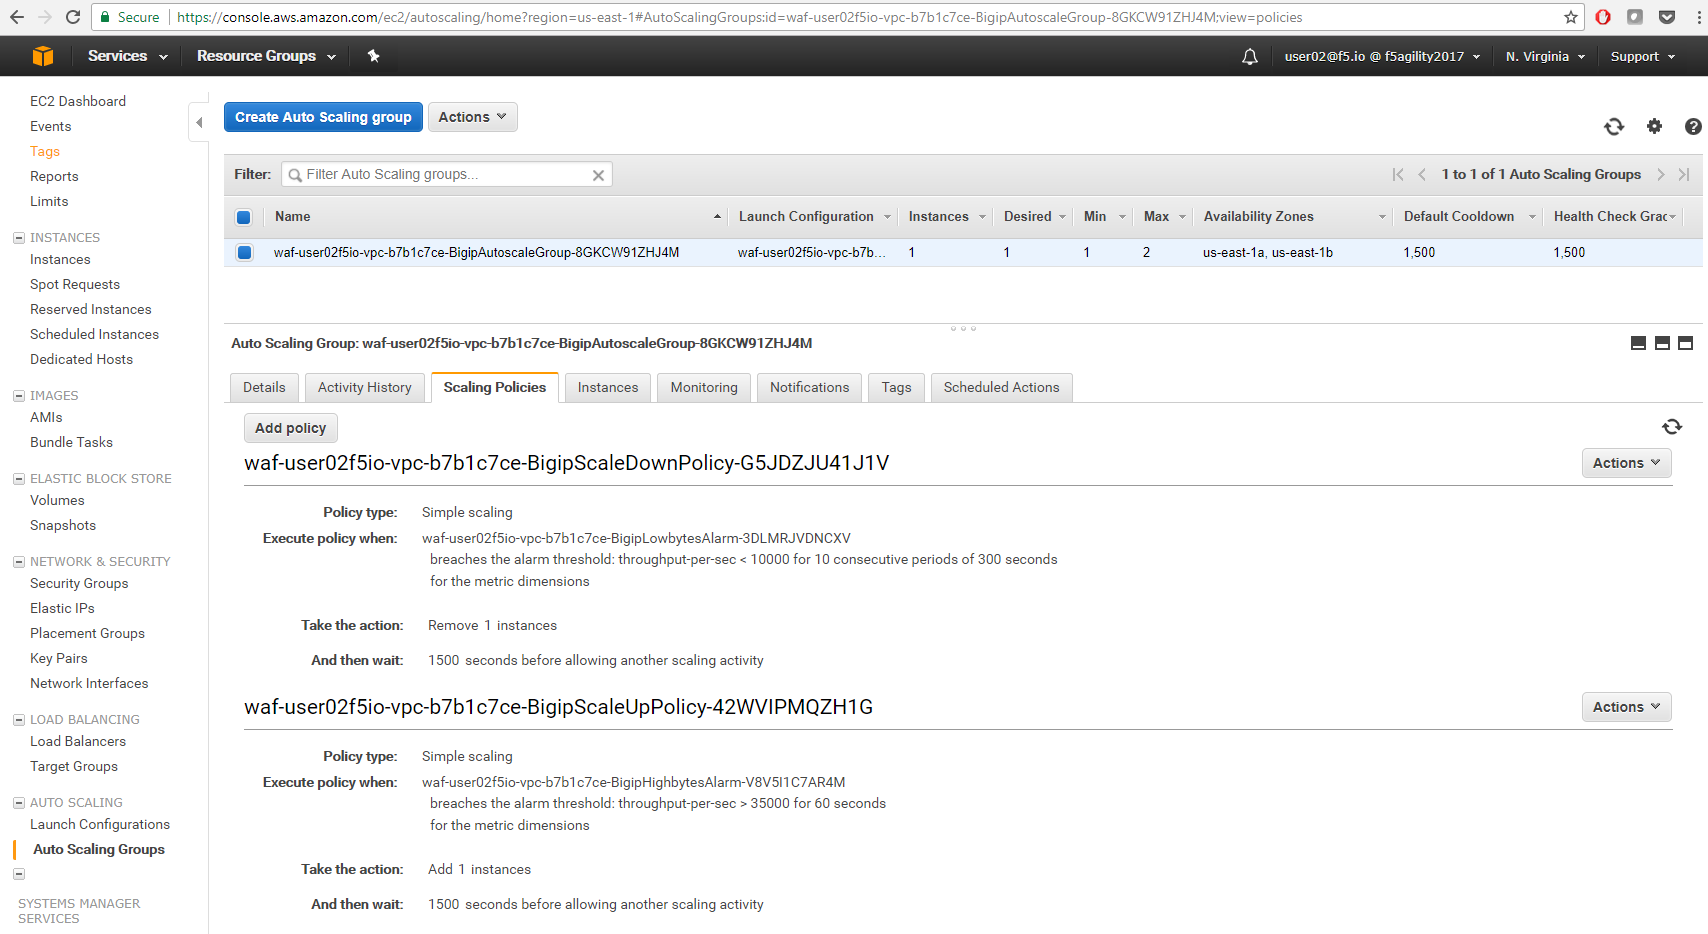 Secure https://console.aws.amazon.com/ec2/autoscaling/home?region=us-east-1#AutoScalingGroups:id=waf-user02f5io-vpc-b7b1c7ce-BigipAutoscaleGroup-8GKCW91ZHJ4M;view=policies
Services Resource Groups user02@f5.io @ f5agility2017 N. Virginia Support
EC2 Dashboard
Events
Tags
Reports
Limits
INSTANCES
Instances
Spot Requests
Reserved Instances
Scheduled Instances
Dedicated Hosts
IMAGES
AMIs
Bundle Tasks
ELASTIC BLOCK STORE
Volumes
Snapshots
NETWORK & SECURITY
Security Groups
Elastic IPs
Placement Groups
Key Pairs
Network Interfaces
LOAD BALANCING
Load Balancers
Target Groups
AUTO SCALING
Launch Configurations
Auto Scaling Groups
SYSTEMS MANAGER
SERVICES
Create Auto Scaling group Actions
Filter: Filter Auto Scaling groups... 1 to 1 of 1 Auto Scaling Groups
Name Launch Configuration Instances Desired Min Max Availability Zones Default Cooldown Health Check Grac
waf-user02f5io-vpc-b7b1c7ce-BigipAutoscaleGroup-8GKCW91ZHJ4M waf-user02f5io-vpc-b7b... 1 1 1 2 us-east-1a, us-east-1b 1,500 1,500
Auto Scaling Group: waf-user02f5io-vpc-b7b1c7ce-BigipAutoscaleGroup-8GKCW91ZHJ4M
Details Activity History Scaling Policies Instances Monitoring Notifications Tags Scheduled Actions
Add policy
waf-user02f5io-vpc-b7b1c7ce-BigipScaleDownPolicy-G5JDZJU41J1V Actions
Policy type: Simple scaling
Execute policy when: waf-user02f5io-vpc-b7b1c7ce-BigipLowbytesAlarm-3DLMRJVDNCXV
breaches the alarm threshold: throughput-per-sec < 10000 for 10 consecutive periods of 300 seconds
for the metric dimensions
Take the action: Remove 1 instances
And then wait: 1500 seconds before allowing another scaling activity
waf-user02f5io-vpc-b7b1c7ce-BigipScaleUpPolicy-42WVIPMQZH1G Actions
Policy type: Simple scaling
Execute policy when: waf-user02f5io-vpc-b7b1c7ce-BigipHighbytesAlarm-V8V5I1C7AR4M
breaches the alarm threshold: throughput-per-sec > 35000 for 60 seconds
for the metric dimensions
Take the action: Add 1 instances
And then wait: 1500 seconds before allowing another scaling activity